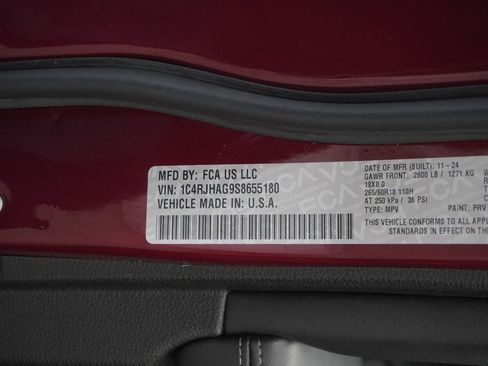 MFD BY: FCA US LLC
VIN: 1C4RJHAG9S8655180
VEHICLE MADE IN: U.S.A.
DATE OF MFR (BUILT): 11-24
GAWR FRONT: 2800 LB / 1271 KG
18X8.0
265/60R18 110H
AT 250 kPa / 36 PSI
TYPE: MPV
PAINT: PRV
THIS VEHICLE CONFORMS TO ALL
STANDARDS IN EFFECT ON THE